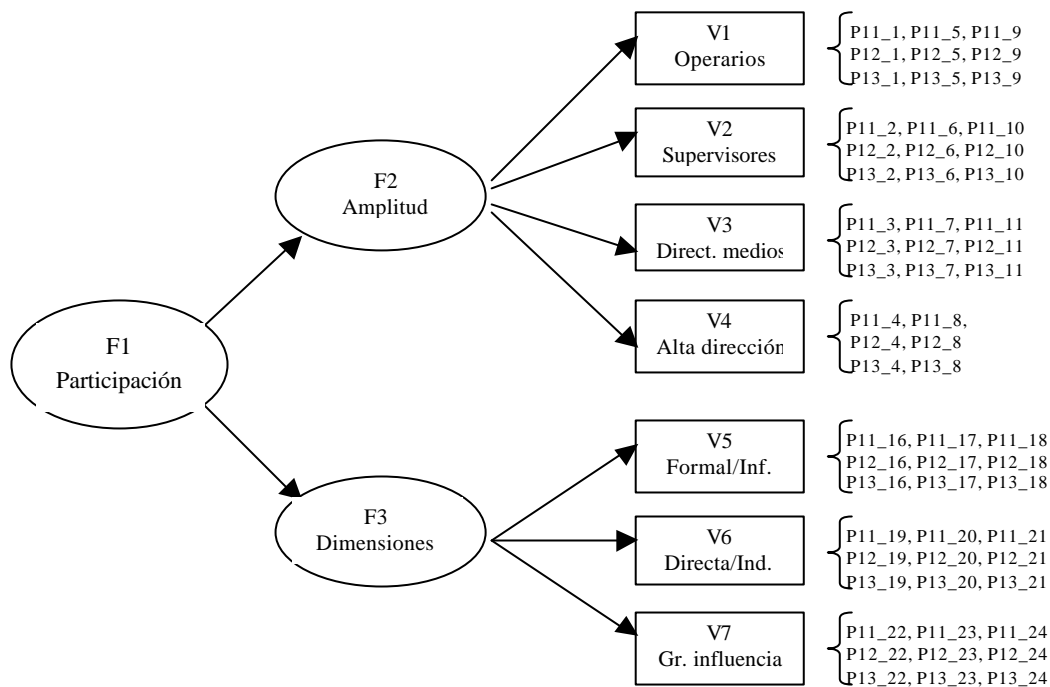 V1
Operarios
P11_1, P11_5, P11_9
P12_1, P12_5, P12_9
P13_1, P13_5, P13_9
V2
Supervisores
P11_2, P11_6, P11_10
P12_2, P12_6, P12_10
P13_2, P13_6, P13_10
F2
Amplitud
V3
Direct. medios
P11_3, P11_7, P11_11
P12_3, P12_7, P12_11
P13_3, P13_7, P13_11
V4
Alta dirección
P11_4, P11_8,
P12_4, P12_8
P13_4, P13_8
F1
Participación
V5
Formal/Inf.
P11_16, P11_17, P11_18
P12_16, P12_17, P12_18
P13_16, P13_17, P13_18
F3
Dimensiones
V6
Directa/Ind.
P11_19, P11_20, P11_21
P12_19, P12_20, P12_21
P13_19, P13_20, P13_21
V7
Gr. influencia
P11_22, P11_23, P11_24
P12_22, P12_23, P12_24
P13_22, P13_23, P13_24